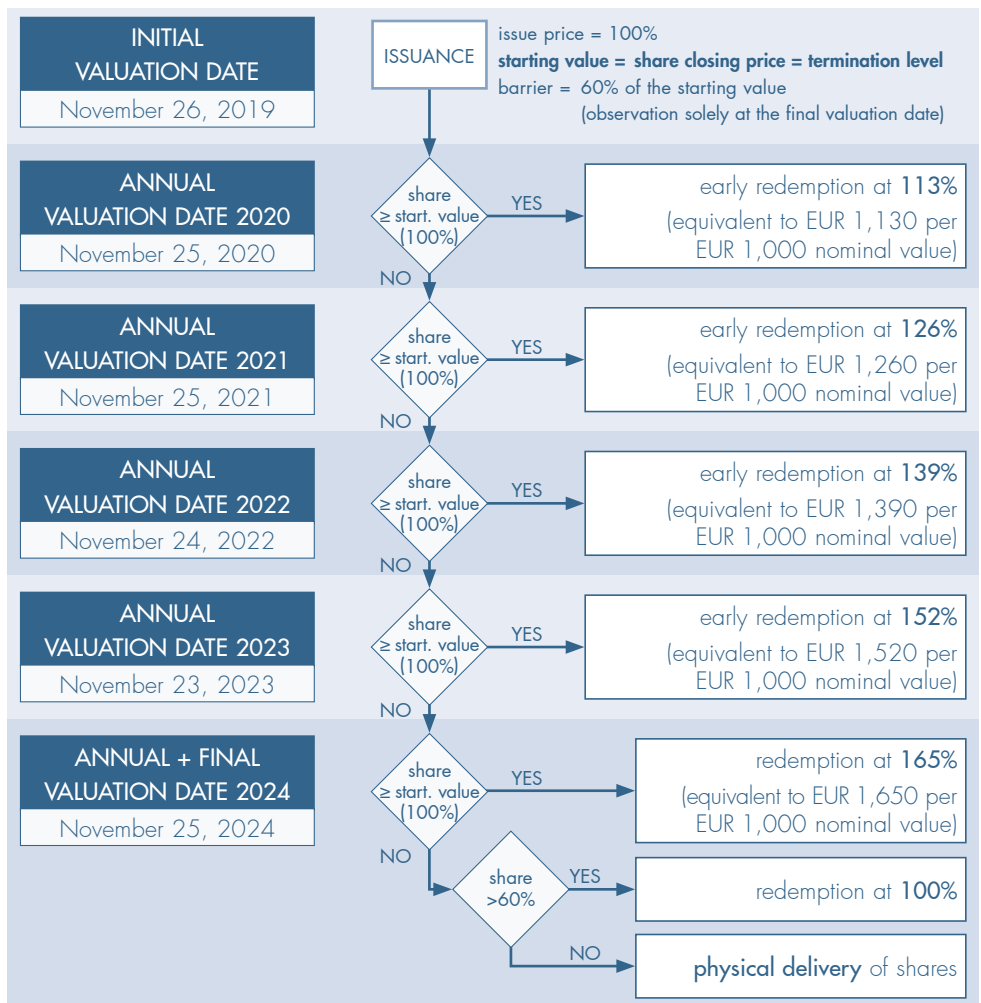 INITIAL
VALUATION DATE
November 26, 2019
ISSUANCE
issue price = 100%
starting value = share closing price = termination level
barrier = 60% of the starting value
(observation solely at the final valuation date)
ANNUAL
VALUATION DATE 2020
November 25, 2020
share
≥ start. value
(100%)
YES
NO
early redemption at 113%
(equivalent to EUR 1,130 per
EUR 1,000 nominal value)
ANNUAL
VALUATION DATE 2021
November 25, 2021
share
≥ start. value
(100%)
YES
NO
early redemption at 126%
(equivalent to EUR 1,260 per
EUR 1,000 nominal value)
ANNUAL
VALUATION DATE 2022
November 24, 2022
share
≥ start. value
(100%)
YES
NO
early redemption at 139%
(equivalent to EUR 1,390 per
EUR 1,000 nominal value)
ANNUAL
VALUATION DATE 2023
November 23, 2023
share
≥ start. value
(100%)
YES
NO
early redemption at 152%
(equivalent to EUR 1,520 per
EUR 1,000 nominal value)
ANNUAL + FINAL
VALUATION DATE 2024
November 25, 2024
share
≥ start. value
(100%)
YES
NO
redemption at 165%
(equivalent to EUR 1,650 per
EUR 1,000 nominal value)
share
>60%
YES
redemption at 100%
NO
physical delivery of shares